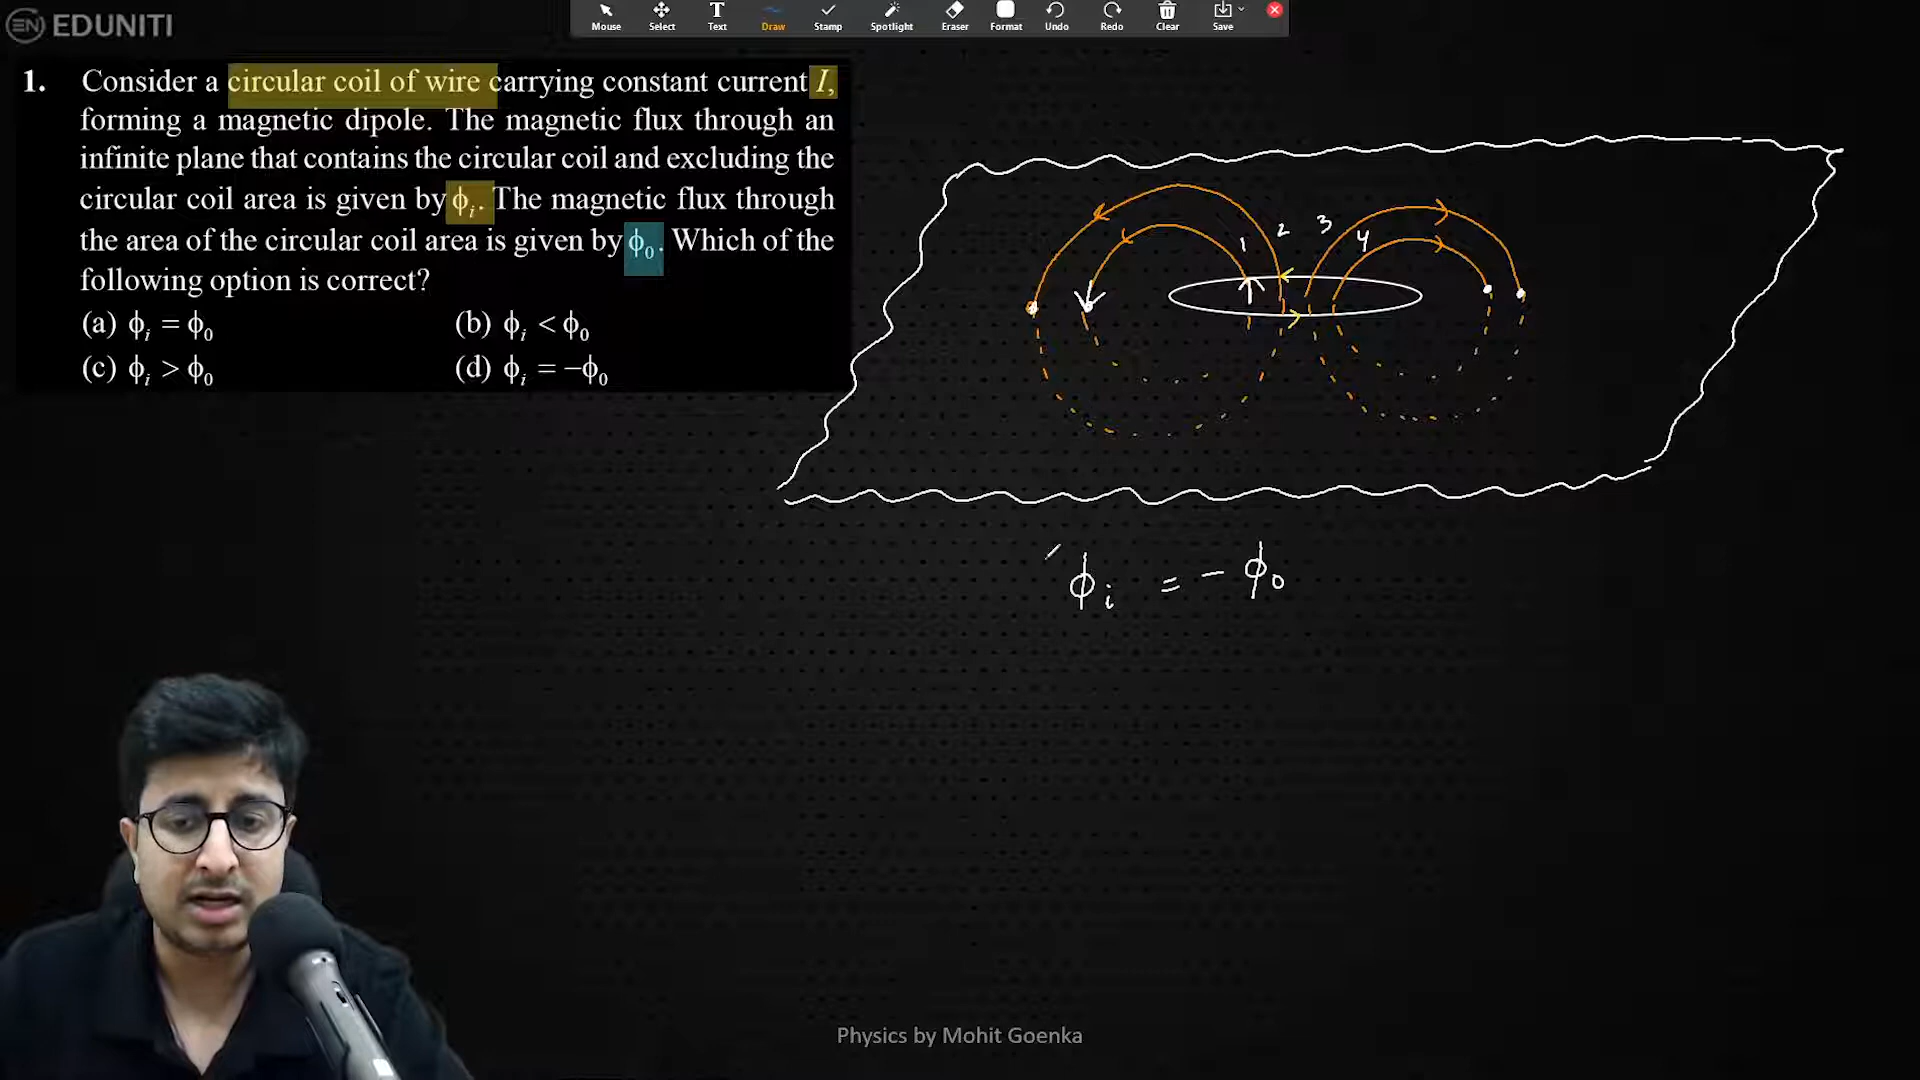 EN EDUNITI
Mouse Select Text Draw Stamp Spotlight Eraser Format Undo Redo Clear Save
1. Consider a circular coil of wire carrying constant current I,
forming a magnetic dipole. The magnetic flux through an
infinite plane that contains the circular coil and excluding the
circular coil area is given by ϕᵢ. The magnetic flux through
the area of the circular coil area is given by ϕ₀. Which of the
following option is correct?
(a) ϕᵢ = ϕ₀ (b) ϕᵢ < ϕ₀
(c) ϕᵢ > ϕ₀ (d) ϕᵢ = −ϕ₀
1 2 3 4
ϕᵢ = − ϕ₀
Physics by Mohit Goenka